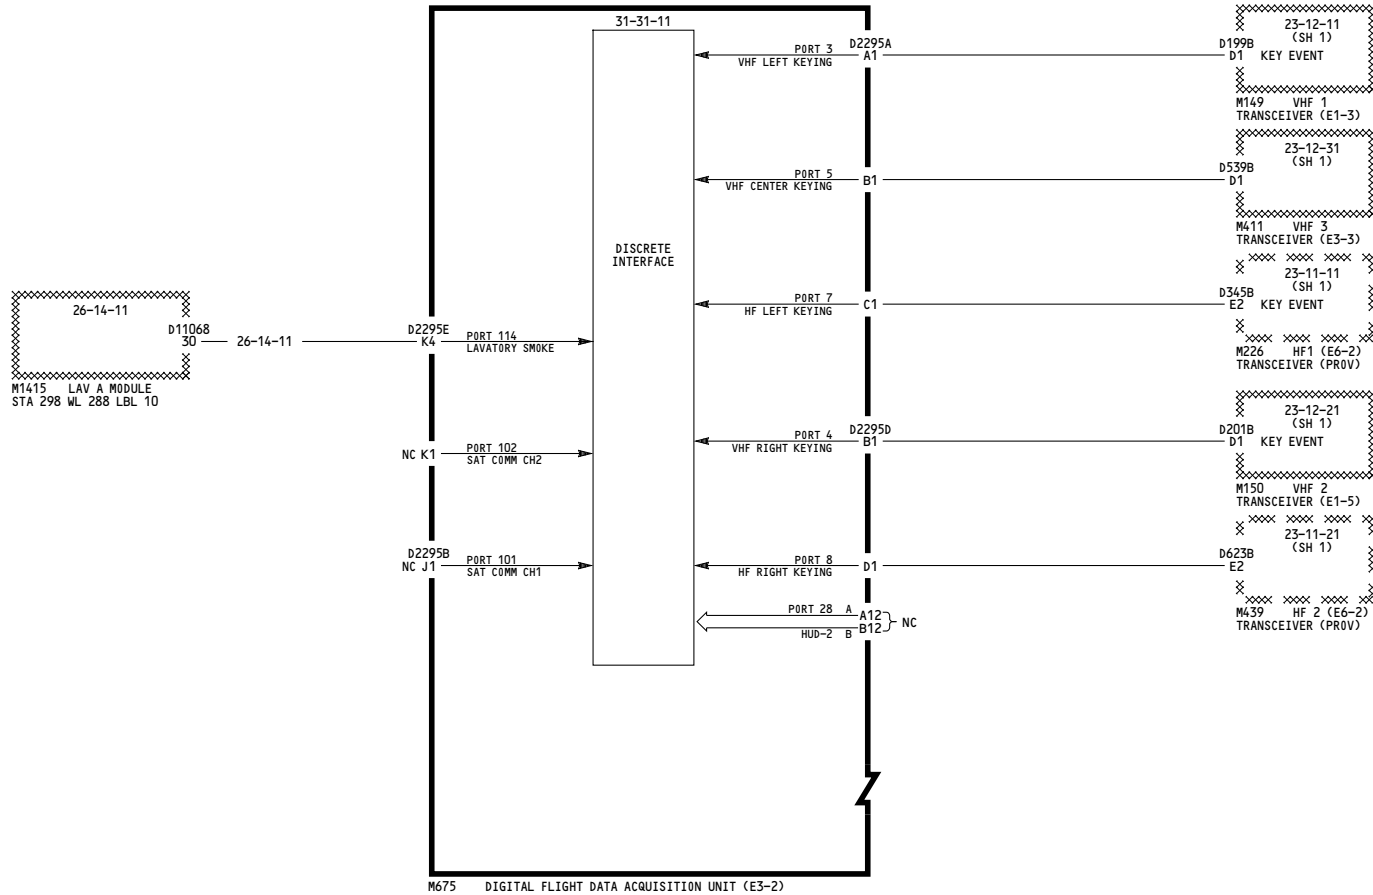 31-31-11
DISCRETE
INTERFACE
PORT 3
VHF LEFT KEYING
D2295A
A1
D199B
D1
KEY EVENT
23-12-11
(SH 1)
M149 VHF 1
TRANSCEIVER (E1-3)
PORT 5
VHF CENTER KEYING
B1
D539B
D1
23-12-31
(SH 1)
M411 VHF 3
TRANSCEIVER (E3-3)
PORT 7
HF LEFT KEYING
C1
D345B
E2
KEY EVENT
23-11-11
(SH 1)
M226 HF1 (E6-2)
TRANSCEIVER (PROV)
26-14-11
D11068
30
26-14-11
D2295E
K4
PORT 114
LAVATORY SMOKE
M1415 LAV A MODULE
STA 298 WL 288 LBL 10
PORT 4
VHF RIGHT KEYING
D2295D
B1
D201B
D1
KEY EVENT
23-12-21
(SH 1)
M150 VHF 2
TRANSCEIVER (E1-5)
NC K1
PORT 102
SAT COMM CH2
D2295B
NC J1
PORT 101
SAT COMM CH1
PORT 8
HF RIGHT KEYING
D1
D623B
E2
23-11-21
(SH 1)
M439 HF 2 (E6-2)
TRANSCEIVER (PROV)
PORT 28 A
A12
HUD-2 B
B12
NC
M675 DIGITAL FLIGHT DATA ACQUISITION UNIT (E3-2)